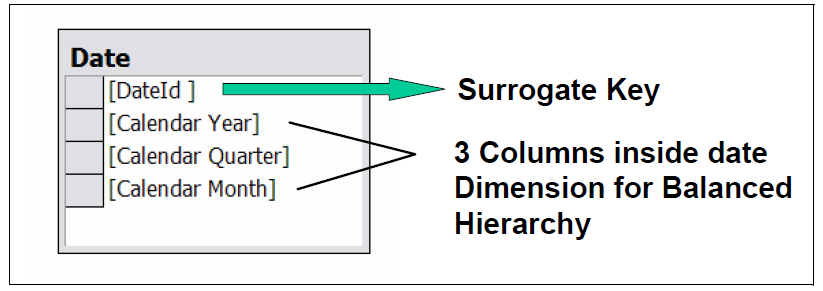 Date
[DateId ]
Surrogate Key
[Calendar Year]
[Calendar Quarter]
[Calendar Month]
3 Columns inside date
Dimension for Balanced
Hierarchy